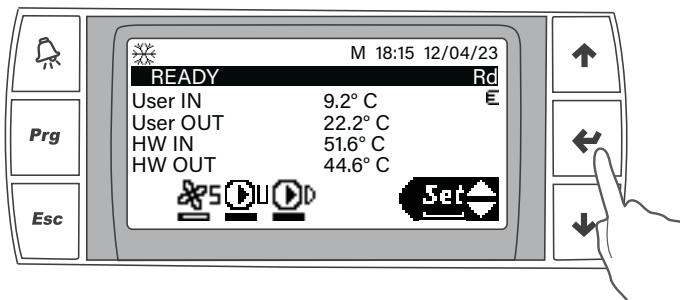 M 18:15 12/04/23
READY Rd
User IN 9.2° C E
User OUT 22.2° C
HW IN 51.6° C
HW OUT 44.6° C
S U D Set
Prg
Esc